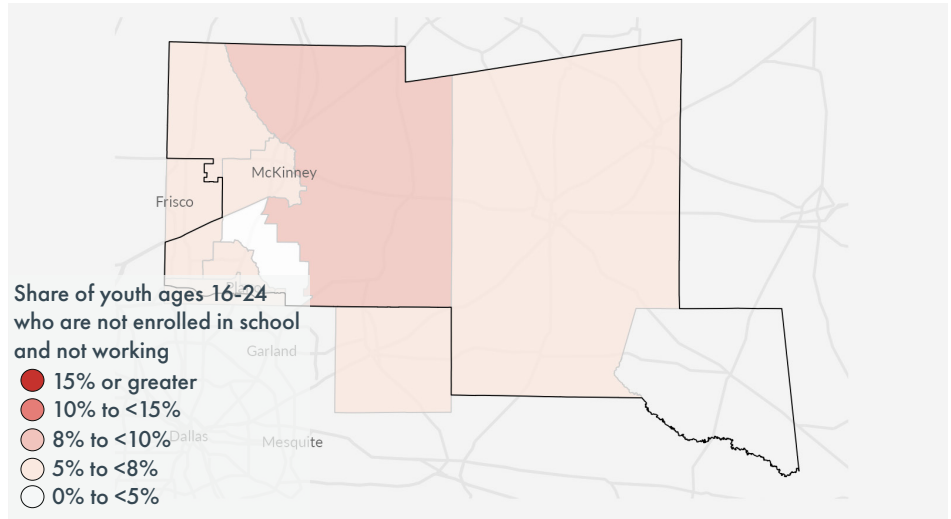 McKinney
Frisco
Plano
Share of youth ages 16-24
who are not enrolled in school
and not working
Garland
15% or greater
10% to <15%
8% to <10%
Dallas
Mesquite
5% to <8%
0% to <5%